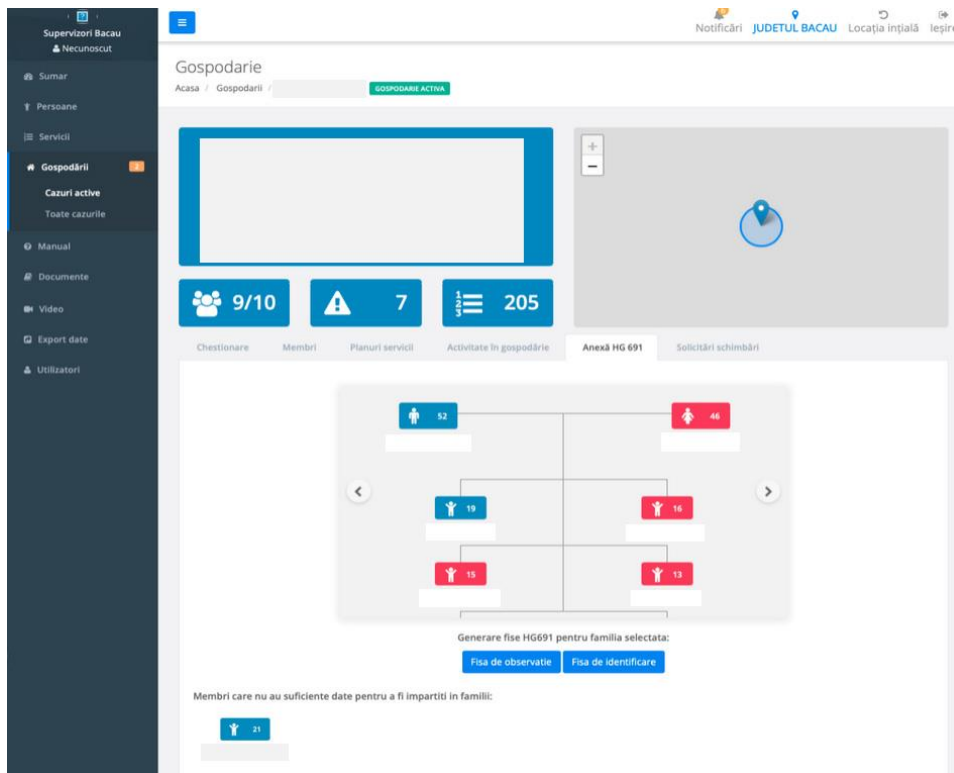 Supervizori Bacau
Necunoscut
Notificări JUDETUL BACAU Locația inţială Ieșire
Sumar
Persoane
Servicii
Gospodării
Cazuri active
Toate cazurile
Manual
Documente
Video
Export date
Utilizatori
Gospodarie
Acasa / Gospodarii / GOSPODARIE ACTIVA
+
−
9/10 7 205
Chestionare Membri Planuri servicii Activitate în gospodărie Anexă HG 691 Solicitări schimbări
52 46
19 16
15 13
Generare fise HG691 pentru familia selectata:
Fisa de observatie Fisa de identificare
Membri care nu au suficiente date pentru a fi impartiti in familii:
21